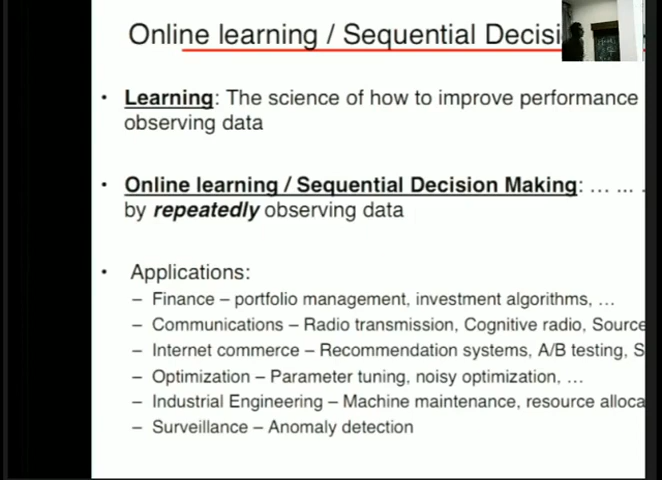 Online learning / Sequential Decisi
• Learning: The science of how to improve performance
observing data
• Online learning / Sequential Decision Making: ... ... .
by repeatedly observing data
• Applications:
– Finance – portfolio management, investment algorithms, ...
– Communications – Radio transmission, Cognitive radio, Source
– Internet commerce – Recommendation systems, A/B testing, S
– Optimization – Parameter tuning, noisy optimization, ...
– Industrial Engineering – Machine maintenance, resource alloca
– Surveillance – Anomaly detection